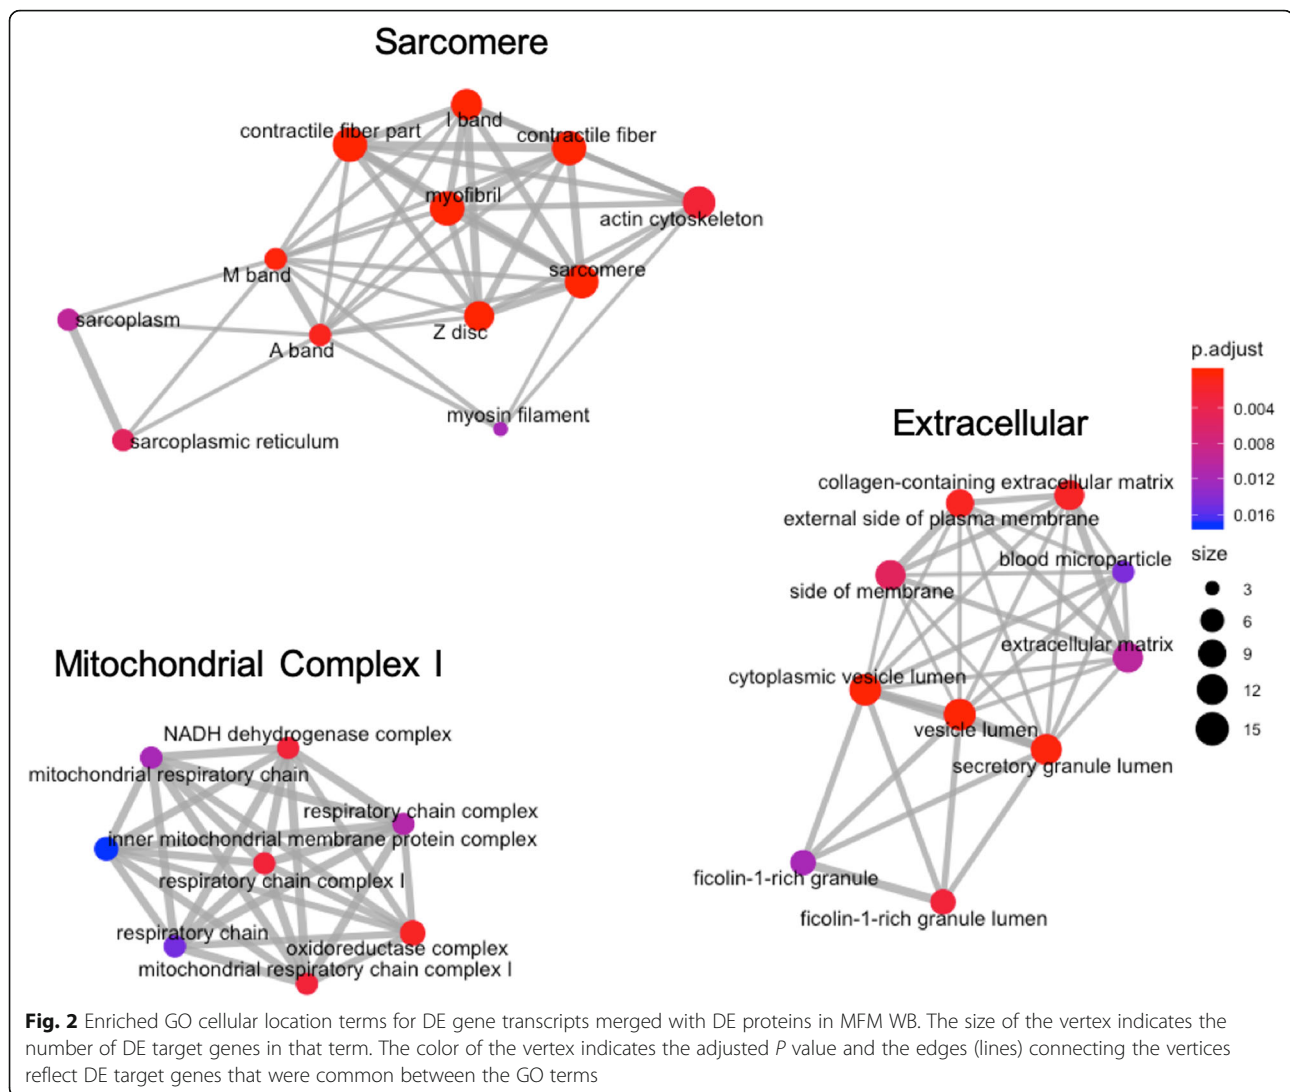 Sarcomere
I band
contractile fiber part
contractile fiber
myofibril
actin cytoskeleton
M band
sarcomere
sarcoplasm
Z disc
A band
myosin filament
sarcoplasmic reticulum
p.adjust
0.004
0.008
0.012
0.016
size
3
6
9
12
15
Extracellular
collagen-containing extracellular matrix
external side of plasma membrane
blood microparticle
side of membrane
extracellular matrix
cytoplasmic vesicle lumen
vesicle lumen
secretory granule lumen
ficolin-1-rich granule
ficolin-1-rich granule lumen
Mitochondrial Complex I
NADH dehydrogenase complex
mitochondrial respiratory chain
respiratory chain complex
inner mitochondrial membrane protein complex
respiratory chain complex I
respiratory chain
oxidoreductase complex
mitochondrial respiratory chain complex I
Fig. 2 Enriched GO cellular location terms for DE gene transcripts merged with DE proteins in MFM WB. The size of the vertex indicates the
number of DE target genes in that term. The color of the vertex indicates the adjusted P value and the edges (lines) connecting the vertices
reflect DE target genes that were common between the GO terms